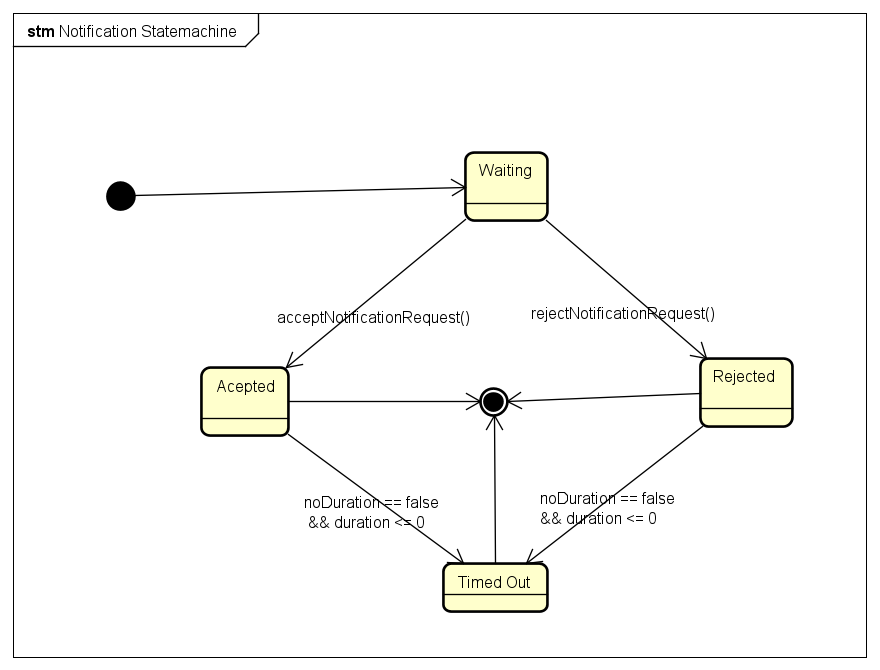 stm Notification Statemachine
Waiting
acceptNotificationRequest()
rejectNotificationRequest()
Acepted
Rejected
noDuration == false
&& duration <= 0
noDuration == false
&& duration <= 0
Timed Out